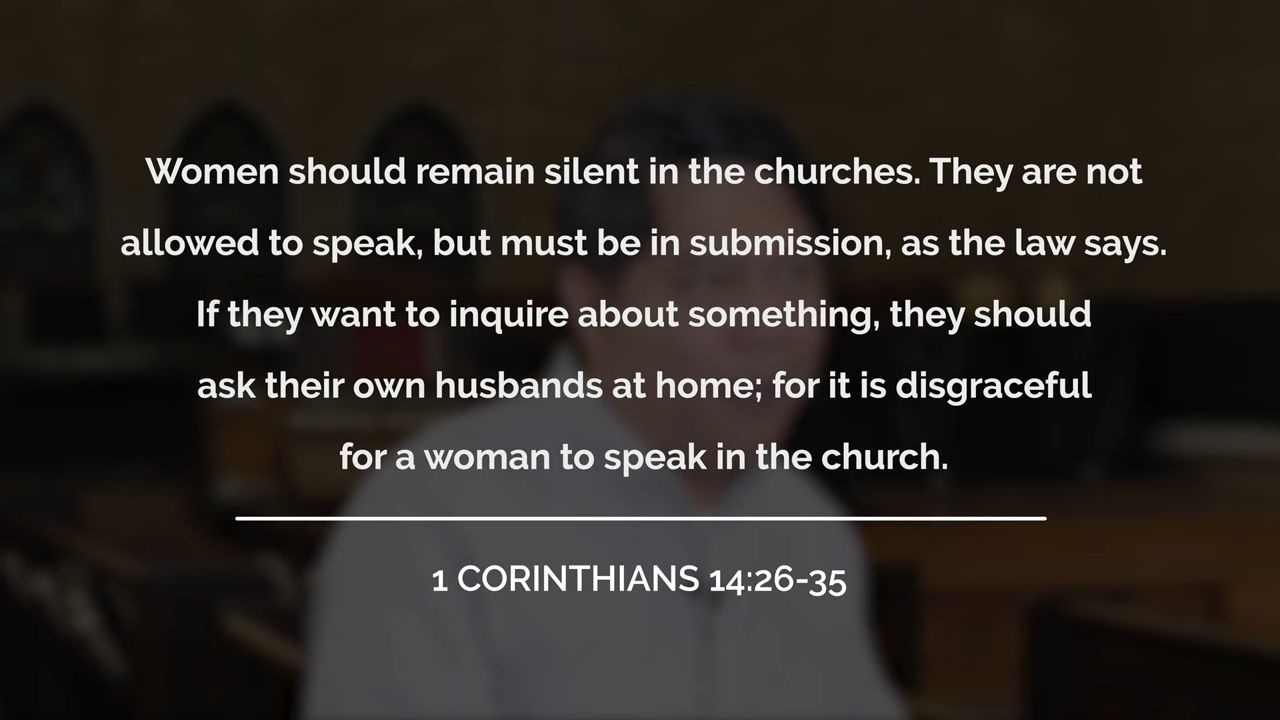 Women should remain silent in the churches. They are not
allowed to speak, but must be in submission, as the law says.
If they want to inquire about something, they should
ask their own husbands at home; for it is disgraceful
for a woman to speak in the church.
1 CORINTHIANS 14:26-35